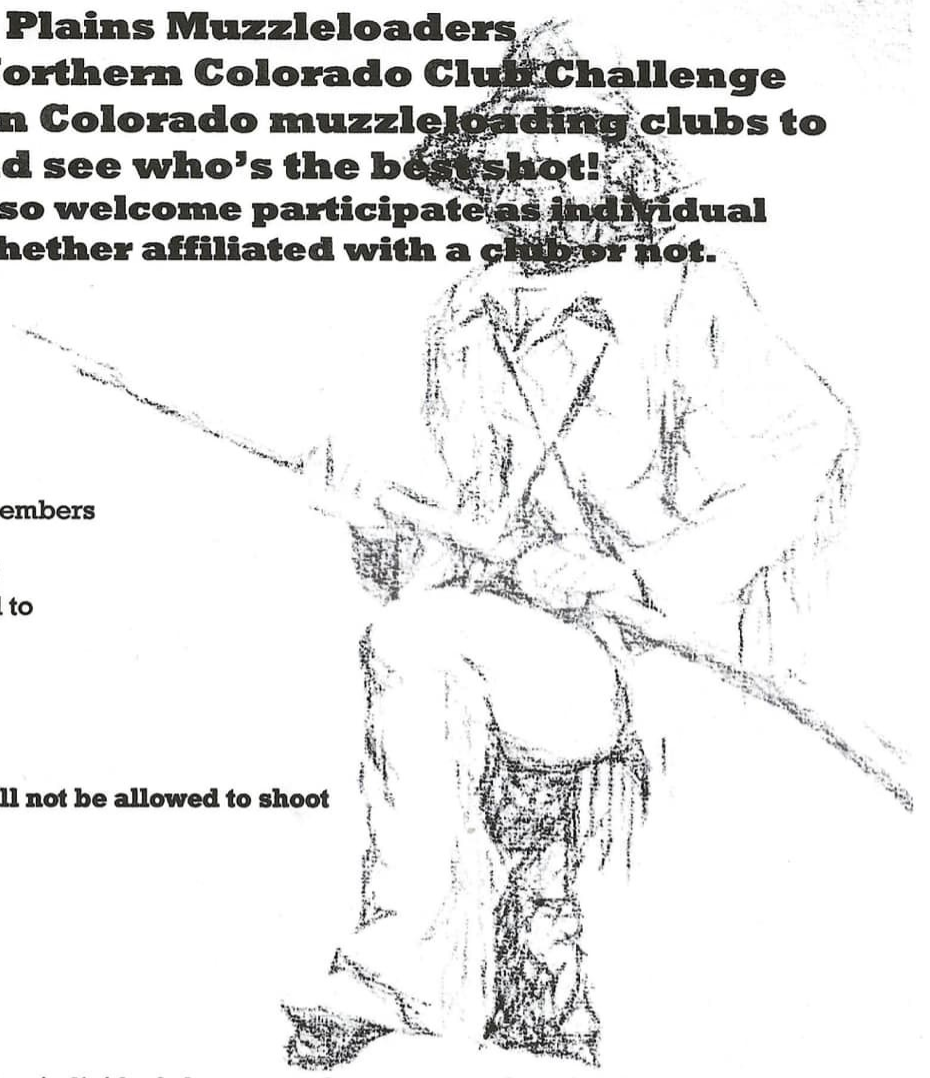 Plains Muzzleloaders
orthern Colorado Club Challenge
n Colorado muzzleloading clubs to
d see who's the best shot!
so welcome participate as individual
hether affiliated with a club or not.
embers
to
ll not be allowed to shoot